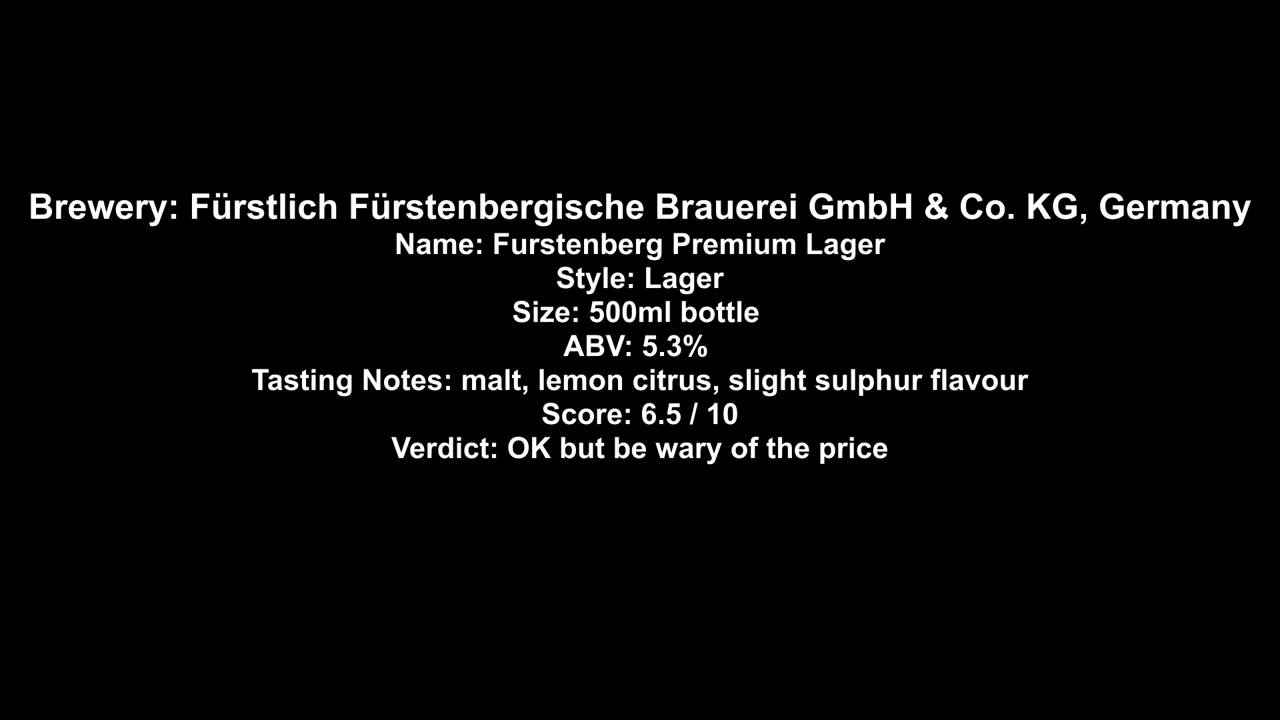 Brewery: Fürstlich Fürstenbergische Brauerei GmbH & Co. KG, Germany
Name: Furstenberg Premium Lager
Style: Lager
Size: 500ml bottle
ABV: 5.3%
Tasting Notes: malt, lemon citrus, slight sulphur flavour
Score: 6.5 / 10
Verdict: OK but be wary of the price